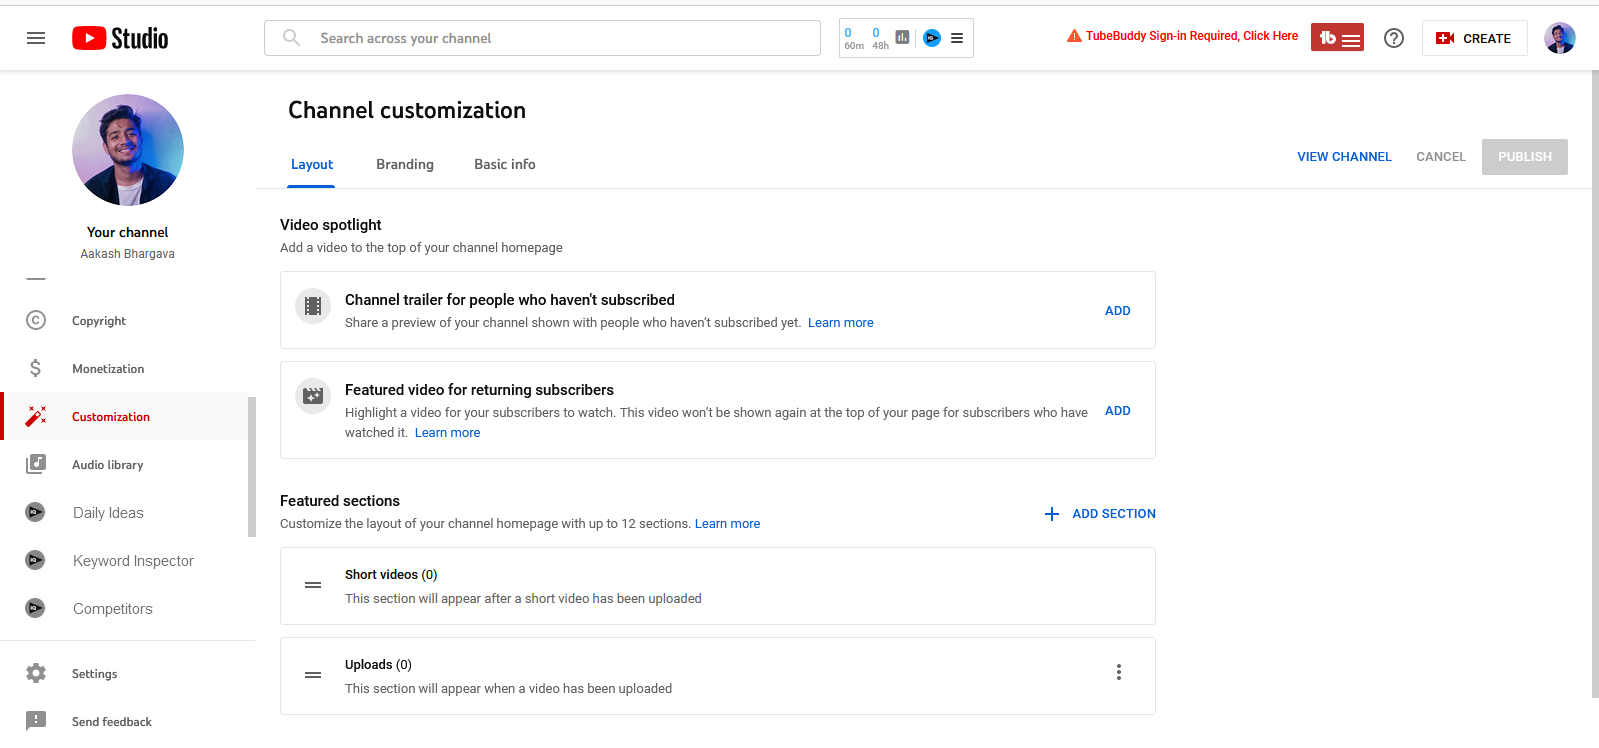 Studio
Search across your channel
0 0
60m 48h
TubeBuddy Sign-in Required, Click Here
tb
CREATE
Your channel
Aakash Bhargava
Copyright
Monetization
Customization
Audio library
Daily Ideas
Keyword Inspector
Competitors
Settings
Send feedback
Channel customization
Layout Branding Basic info
VIEW CHANNEL CANCEL PUBLISH
Video spotlight
Add a video to the top of your channel homepage
Channel trailer for people who haven't subscribed
Share a preview of your channel shown with people who haven’t subscribed yet. Learn more
ADD
Featured video for returning subscribers
Highlight a video for your subscribers to watch. This video won’t be shown again at the top of your page for subscribers who have
watched it. Learn more
ADD
Featured sections
Customize the layout of your channel homepage with up to 12 sections. Learn more
ADD SECTION
Short videos (0)
This section will appear after a short video has been uploaded
Uploads (0)
This section will appear when a video has been uploaded